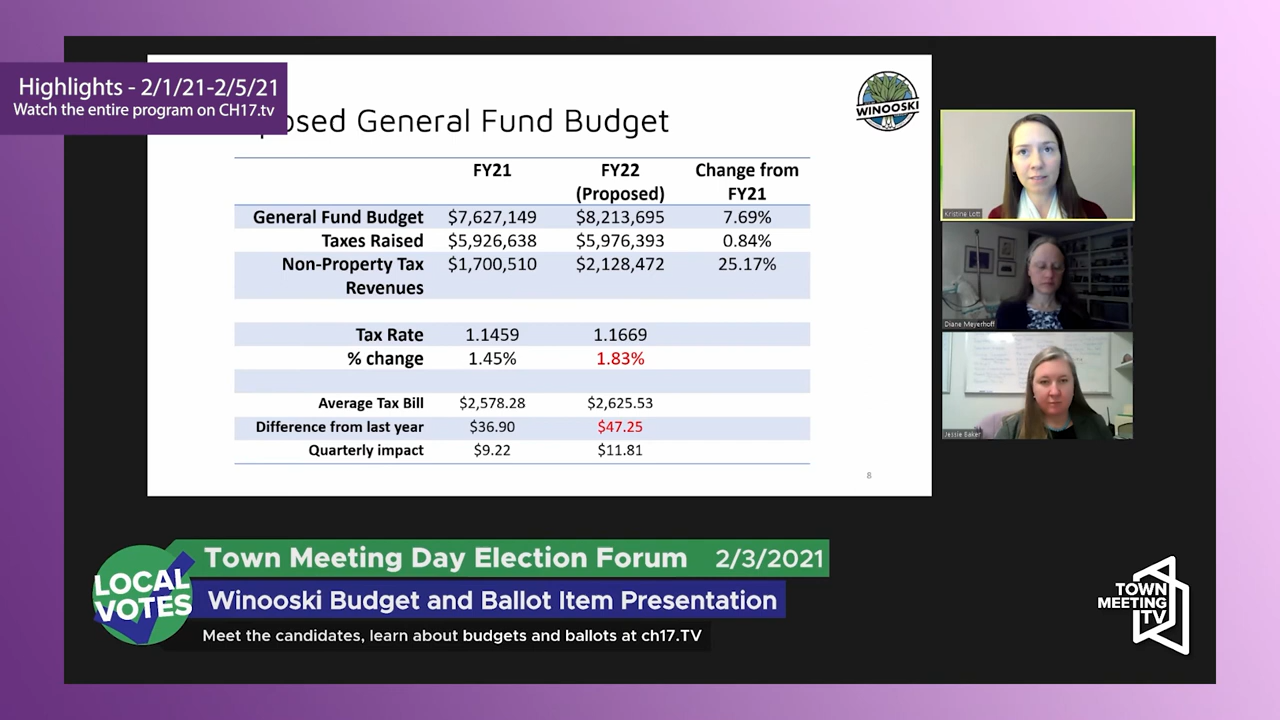 Highlights - 2/1/21-2/5/21
Watch the entire program on CH17.tv
posed General Fund Budget
WINOOSKI
FY21 FY22 Change from
(Proposed) FY21
General Fund Budget $7,627,149 $8,213,695 7.69%
Taxes Raised $5,926,638 $5,976,393 0.84%
Non-Property Tax $1,700,510 $2,128,472 25.17%
Revenues
Tax Rate 1.1459 1.1669
% change 1.45% 1.83%
Average Tax Bill $2,578.28 $2,625.53
Difference from last year $36.90 $47.25
Quarterly impact $9.22 $11.81
8
Kristine Lott
Diane Meyerhoff
Jessie Baker
LOCAL
VOTES
Town Meeting Day Election Forum 2/3/2021
Winooski Budget and Ballot Item Presentation
Meet the candidates, learn about budgets and ballots at ch17.TV
TOWN
MEETING
TV